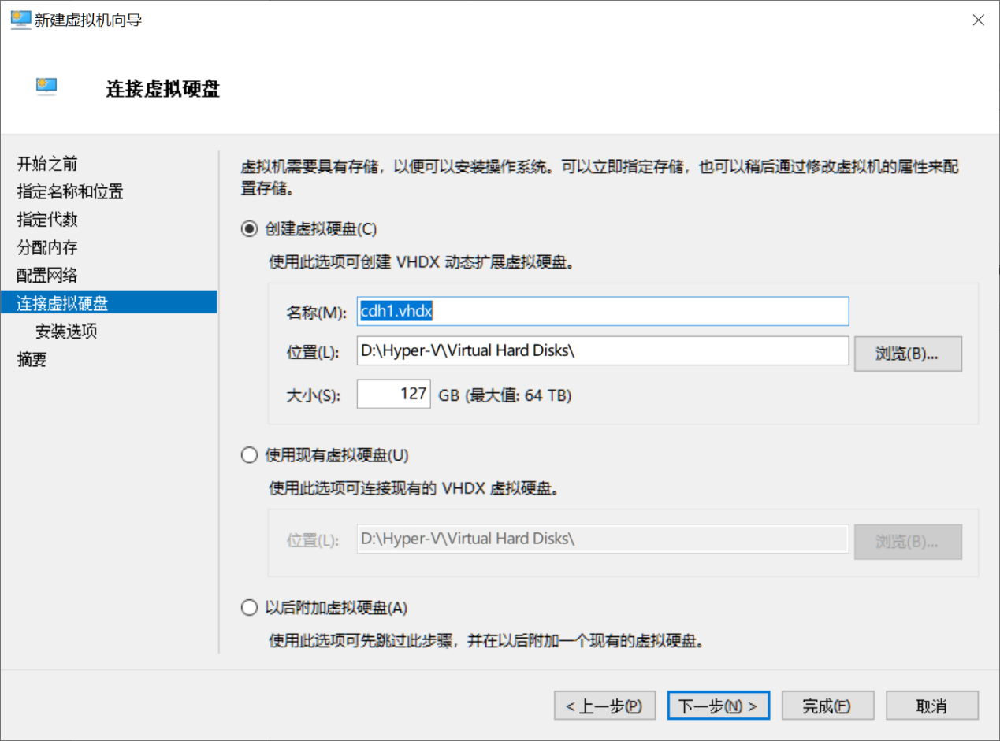 新建虚拟机向导
连接虚拟硬盘
开始之前
指定名称和位置
指定代数
分配内存
配置网络
连接虚拟硬盘
安装选项
摘要
虚拟机需要具有存储，以便可以安装操作系统。可以立即指定存储，也可以稍后通过修改虚拟机的属性来配
置存储。
创建虚拟硬盘(C)
使用此选项可创建 VHDX 动态扩展虚拟硬盘。
名称(M): cdh1.vhdx
位置(L): D:\Hyper-V\Virtual Hard Disks\ 浏览(B)...
大小(S): 127 GB (最大值: 64 TB)
使用现有虚拟硬盘(U)
使用此选项可连接现有的 VHDX 虚拟硬盘。
位置(L): D:\Hyper-V\Virtual Hard Disks\ 浏览(B)...
以后附加虚拟硬盘(A)
使用此选项可先跳过此步骤，并在以后附加一个现有的虚拟硬盘。
< 上一步(P) 下一步(N) > 完成(F) 取消